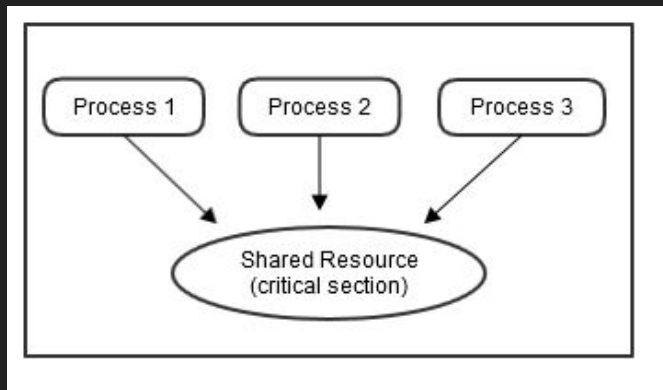 Process 1
Process 2
Process 3
Shared Resource
(critical section)